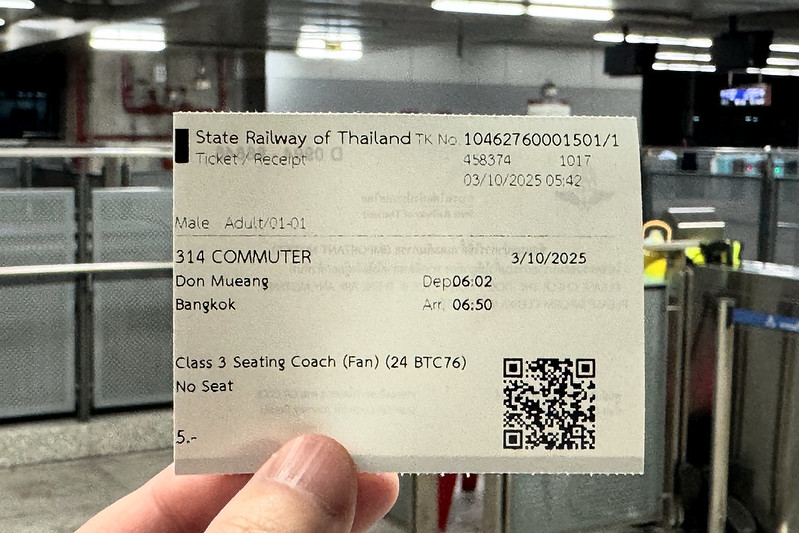 State Railway of Thailand TK No. 10462760001501/1
Ticket / Receipt 458374 1017
03/10/2025 05:42
Male Adult/01-01
314 COMMUTER 3/10/2025
Don Mueang Dep. 06:02
Bangkok Arr. 06:50
Class 3 Seating Coach (Fan) (24 BTC76)
No Seat
5.-